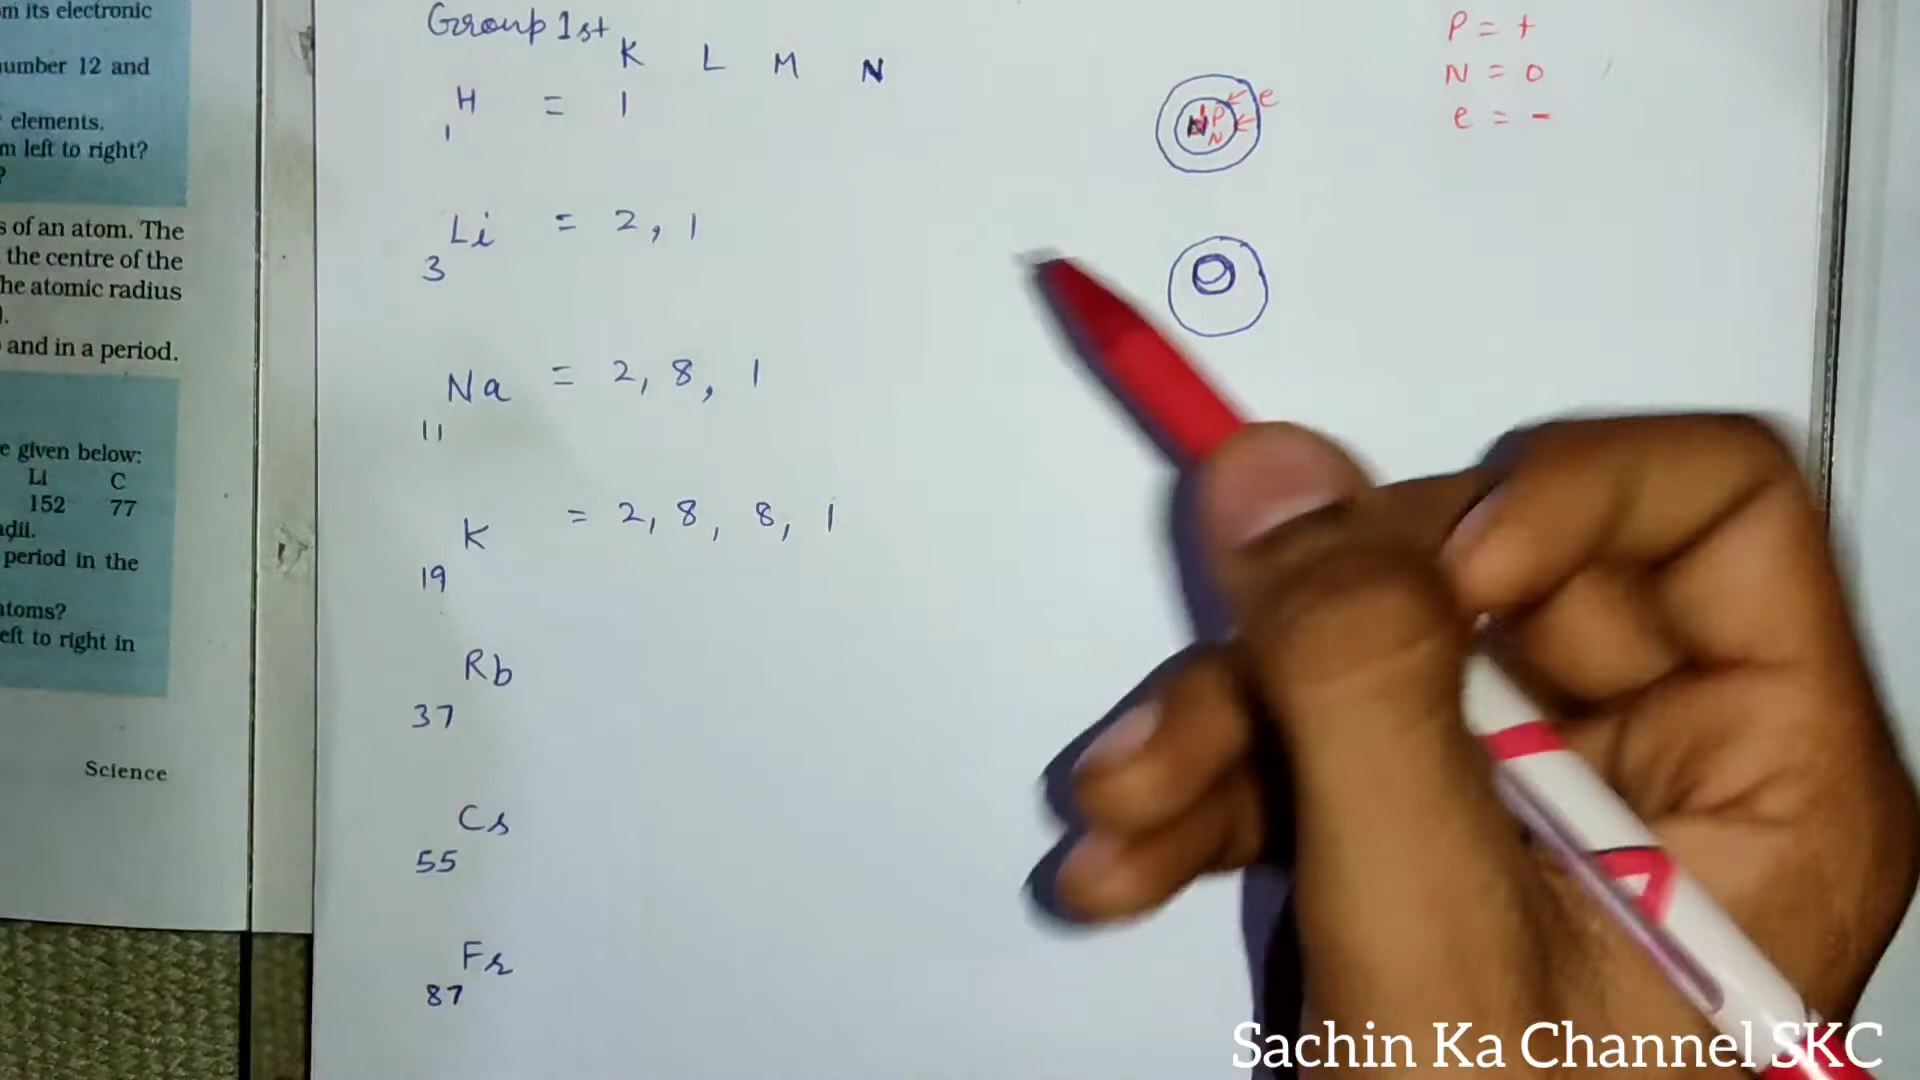 m its electronic
number 12 and
elements.
m left to right?
?
s of an atom. The
the centre of the
he atomic radius
).
and in a period.
e given below:
Li C
152 77
adii.
period in the
atoms?
eft to right in
Science
Group 1st
K L M N
H = 1
1
Li = 2, 1
3
Na = 2, 8, 1
11
K = 2, 8, 8, 1
19
Rb
37
Cs
55
Fr
87
P = +
N = 0
e = -
e
P
N
N
Sachin Ka Channel SKC